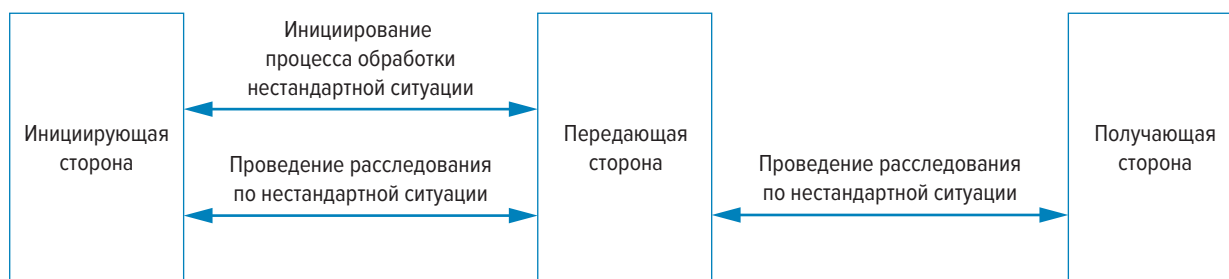 Инициирование
процесса обработки
нестандартной ситуации
Инициирующая
сторона
Передающая
сторона
Получающая
сторона
Проведение расследования
по нестандартной ситуации
Проведение расследования
по нестандартной ситуации